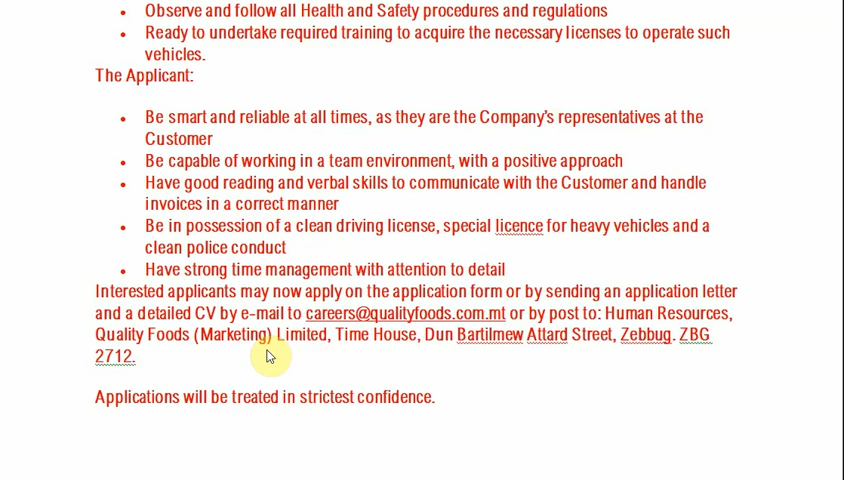 • Observe and follow all Health and Safety procedures and regulations
• Ready to undertake required training to acquire the necessary licenses to operate such
vehicles.
The Applicant:
• Be smart and reliable at all times, as they are the Company's representatives at the
Customer
• Be capable of working in a team environment, with a positive approach
• Have good reading and verbal skills to communicate with the Customer and handle
invoices in a correct manner
• Be in possession of a clean driving license, special licence for heavy vehicles and a
clean police conduct
• Have strong time management with attention to detail
Interested applicants may now apply on the application form or by sending an application letter
and a detailed CV by e-mail to careers@qualityfoods.com.mt or by post to: Human Resources,
Quality Foods (Marketing) Limited, Time House, Dun Bartilmew Attard Street, Zebbug. ZBG
2712.
Applications will be treated in strictest confidence.